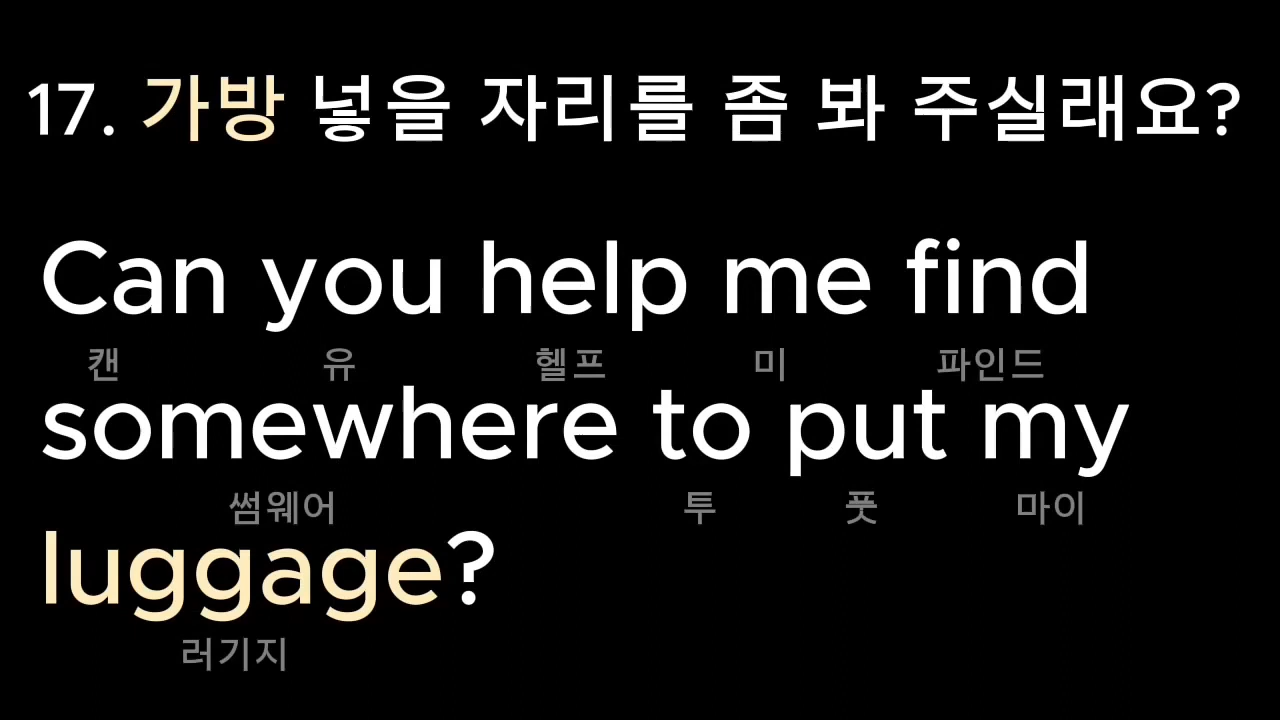 17. 가방 넣을 자리를 좀 봐 주실래요?
Can you help me find
캔 유 헬프 미 파인드
somewhere to put my
썸웨어 투 풋 마이
luggage?
러기지